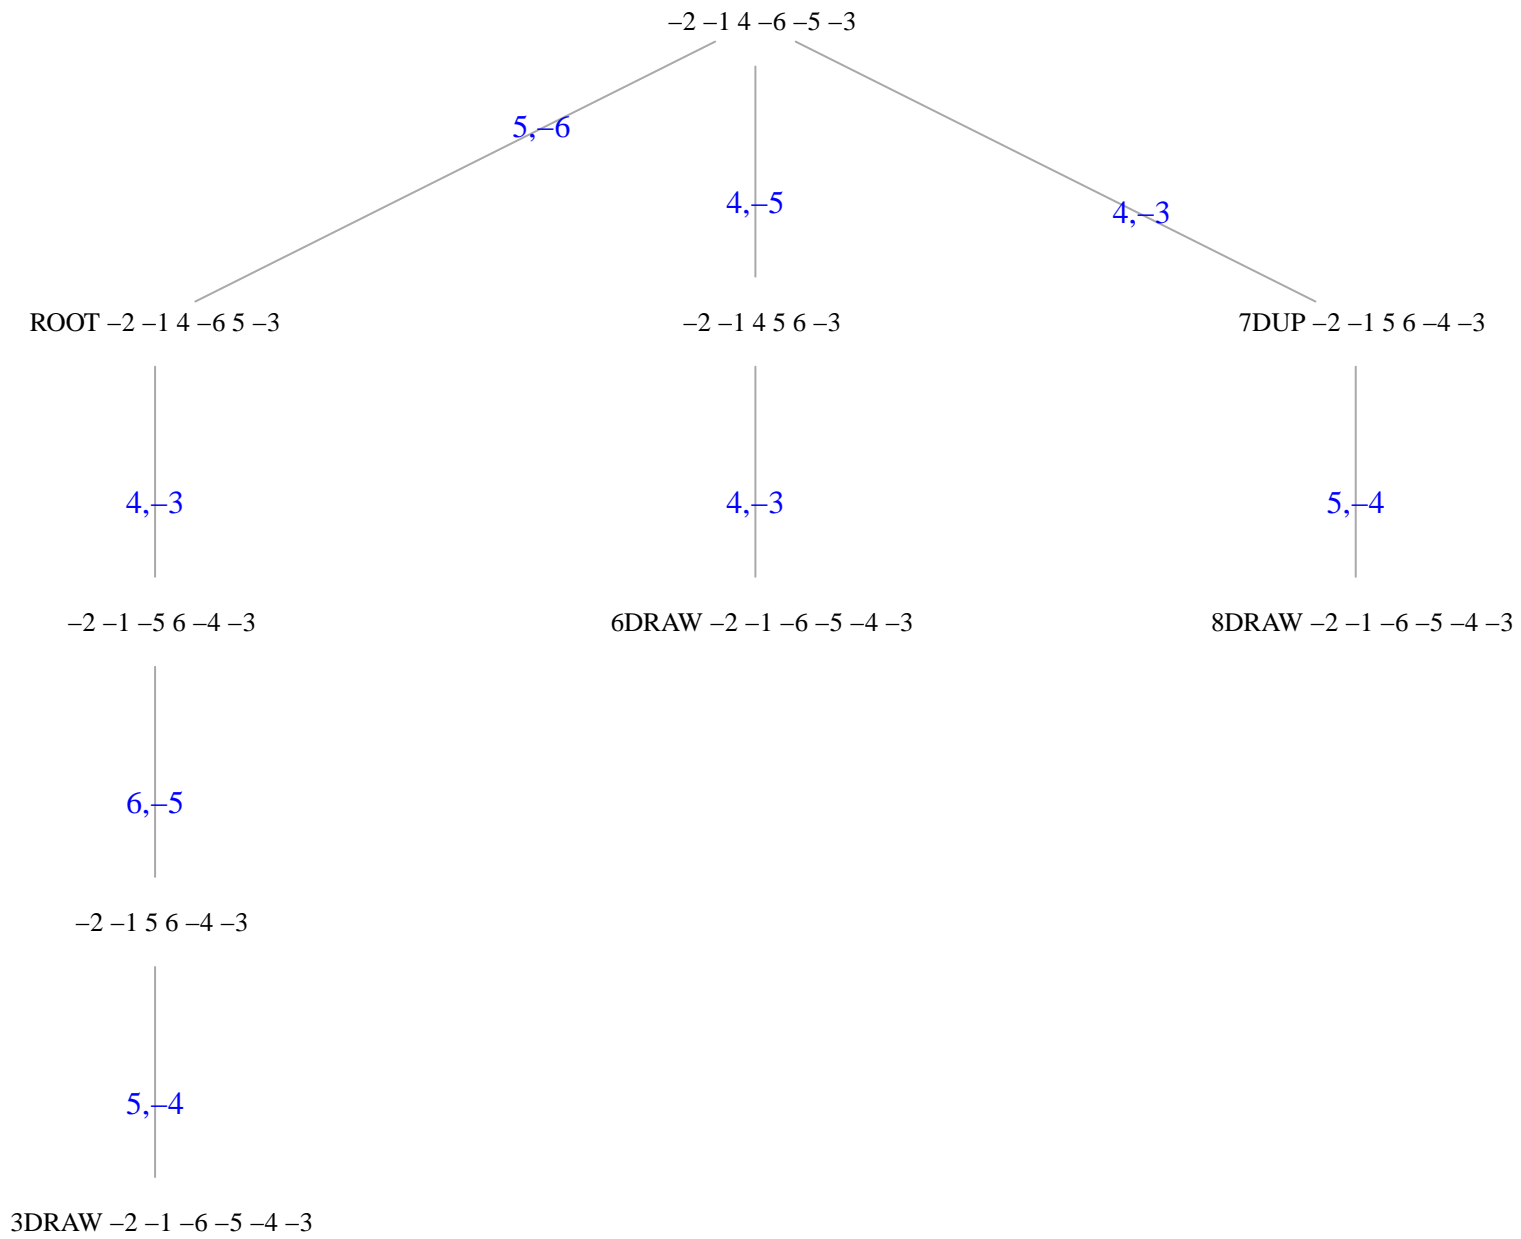 –2 –1 4 –6 –5 –3
5,–6
4,–5
4,–3
ROOT –2 –1 4 –6 5 –3
–2 –1 4 5 6 –3
7DUP –2 –1 5 6 –4 –3
4,–3
4,–3
5,–4
–2 –1 –5 6 –4 –3
6DRAW –2 –1 –6 –5 –4 –3
8DRAW –2 –1 –6 –5 –4 –3
6,–5
–2 –1 5 6 –4 –3
5,–4
3DRAW –2 –1 –6 –5 –4 –3